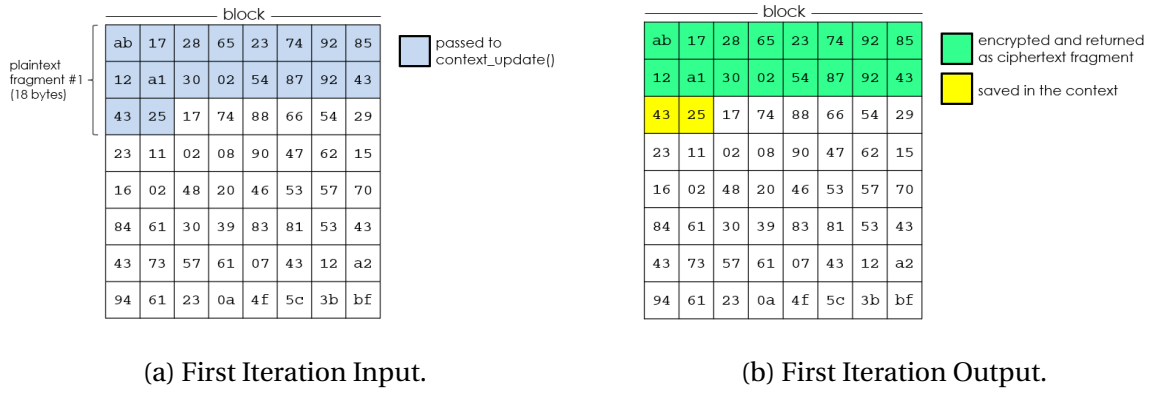 block
plaintext
fragment #1
(18 bytes)
ab 17 28 65 23 74 92 85
12 a1 30 02 54 87 92 43
43 25 17 74 88 66 54 29
23 11 02 08 90 47 62 15
16 02 48 20 46 53 57 70
84 61 30 39 83 81 53 43
43 73 57 61 07 43 12 a2
94 61 23 0a 4f 5c 3b bf
passed to
context_update()
(a) First Iteration Input.
block
ab 17 28 65 23 74 92 85
12 a1 30 02 54 87 92 43
43 25 17 74 88 66 54 29
23 11 02 08 90 47 62 15
16 02 48 20 46 53 57 70
84 61 30 39 83 81 53 43
43 73 57 61 07 43 12 a2
94 61 23 0a 4f 5c 3b bf
encrypted and returned
as ciphertext fragment
saved in the context
(b) First Iteration Output.